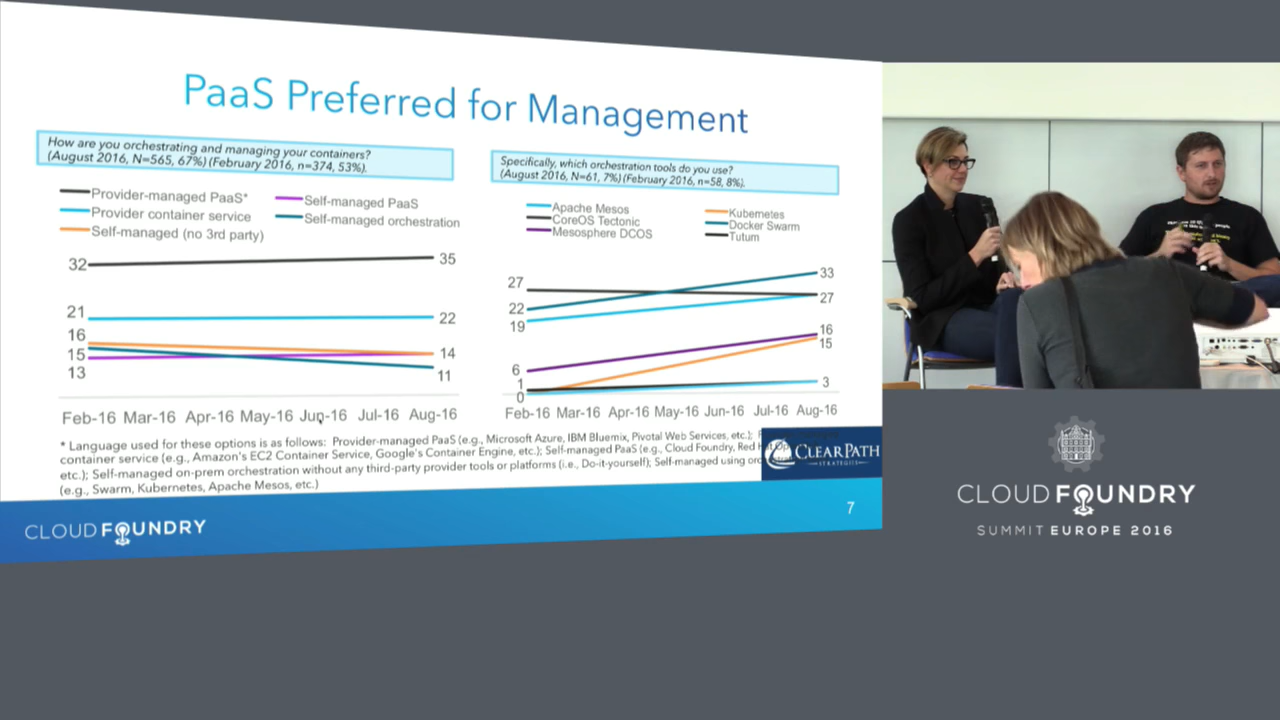 PaaS Preferred for Management
How are you orchestrating and managing your containers?
(August 2016, N=565, 67%) (February 2016, n=374, 53%).
Specifically, which orchestration tools do you use?
(August 2016, N=61, 7%) (February 2016, n=58, 8%).
Provider-managed PaaS*
Self-managed PaaS
Provider container service
Self-managed orchestration
Self-managed (no 3rd party)
32
35
21
22
16
15
13
14
11
Feb-16 Mar-16 Apr-16 May-16 Jun-16 Jul-16 Aug-16
Apache Mesos
Kubernetes
CoreOS Tectonic
Docker Swarm
Mesosphere DCOS
Tutum
27
22
19
33
27
6
1
0
16
15
3
Feb-16 Mar-16 Apr-16 May-16 Jun-16 Jul-16 Aug-16
* Language used for these options is as follows: Provider-managed PaaS (e.g., Microsoft Azure, IBM Bluemix, Pivotal Web Services, etc.);
container service (e.g., Amazon's EC2 Container Service, Google's Container Engine, etc.); Self-managed PaaS (e.g., Cloud Foundry, Red
etc.); Self-managed on-prem orchestration without any third-party provider tools or platforms (i.e., Do-it-yourself); Self-managed using
(e.g., Swarm, Kubernetes, Apache Mesos, etc.)
CLEARPATH
STRATEGIES
CLOUD FOUNDRY
7
CLOUD FOUNDRY
SUMMIT EUROPE 2016